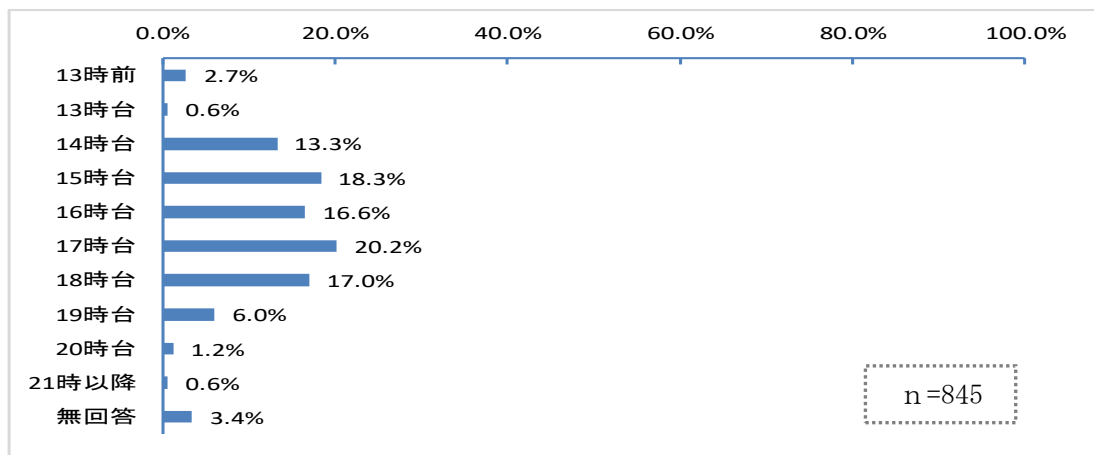 0.0% 20.0% 40.0% 60.0% 80.0% 100.0%
13時前 2.7%
13時台 0.6%
14時台 13.3%
15時台 18.3%
16時台 16.6%
17時台 20.2%
18時台 17.0%
19時台 6.0%
20時台 1.2%
21時以降 0.6%
無回答 3.4%
n=845